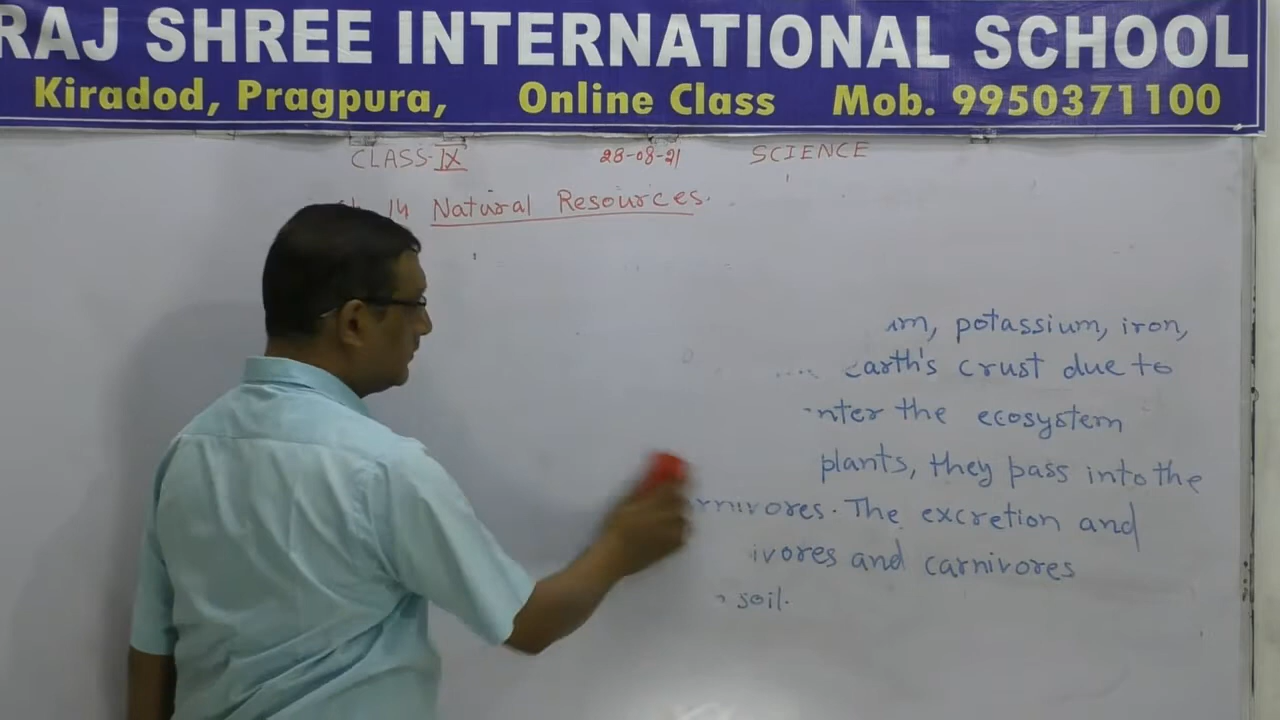 RAJ SHREE INTERNATIONAL SCHOOL
Kiradod, Pragpura, Online Class Mob. 9950371100
CLASS-IX 28-08-21 SCIENCE
14 Natural Resources.
potassium, iron,
earth's crust due to
the ecosystem
plants, they pass into the
rnivores. The excretion and
ivores and carnivores
soil.